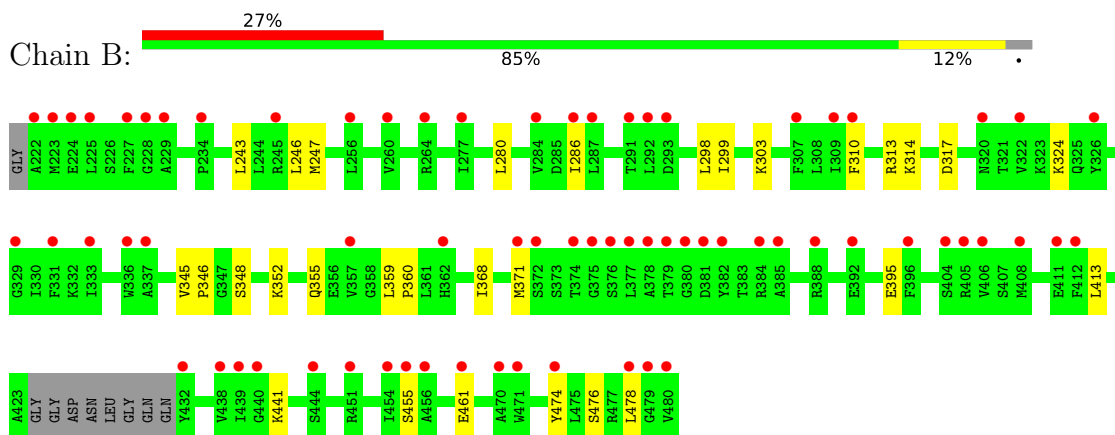 27%
Chain B:
85% 12% •
GLY A222 M223 E224 L225 S226 F227 G228 A229 P234 L243 L244 R245 L246 M247 L256 V260 R264 I277 L280 V284 D285 I286 L287 T291 L292 D293 L298 I299 K303 F307 L308 I309 F310 R313 K314 D317 N320 T321 V322 K323 K324 Q325 Y326
G329 I330 F331 K332 I333 W336 A337 V345 P346 G347 S348 K352 Q355 E356 V357 G358 L359 P360 L361 H362 I368 M371 S372 S373 T374 G375 S376 L377 A378 T379 G380 D381 Y382 T383 R384 A385 R388 E392 E395 F396 S404 R405 V406 S407 M408 E411 F412 L413
A423 GLY GLY ASP ASN LEU GLY GLN GLN Y432 V438 I439 G440 K441 S444 R451 I454 S455 A456 E461 A470 W471 Y474 L475 S476 R477 L478 G479 V480